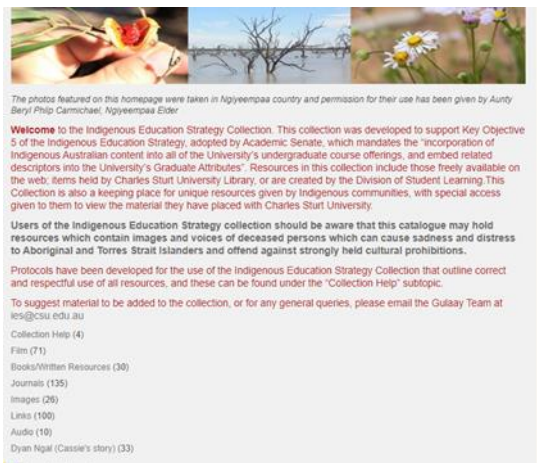 The photos featured on this homepage were taken in Ngiyeempaa country and permission for their use has been given by Aunty
Beryl Philp Carmichael, Ngiyeempaa Elder
Welcome to the Indigenous Education Strategy Collection. This collection was developed to support Key Objective
5 of the Indigenous Education Strategy, adopted by Academic Senate, which mandates the "incorporation of
Indigenous Australian content into all of the University's undergraduate course offerings, and embed related
descriptors into the University's Graduate Attributes". Resources in this collection include those freely available on
the web; items held by Charles Sturt University Library, or are created by the Division of Student Learning.This
Collection is also a keeping place for unique resources given by Indigenous communities, with special access
given to them to view the material they have placed with Charles Sturt University.
Users of the Indigenous Education Strategy collection should be aware that this catalogue may hold
resources which contain images and voices of deceased persons which can cause sadness and distress
to Aboriginal and Torres Strait Islanders and offend against strongly held cultural prohibitions.
Protocols have been developed for the use of the Indigenous Education Strategy Collection that outline correct
and respectful use of all resources, and these can be found under the "Collection Help" subtopic.
To suggest material to be added to the collection, or for any general queries, please email the Gulaay Team at
ies@csu.edu.au
Collection Help (4)
Film (71)
Books/Written Resources (30)
Journals (135)
Images (26)
Links (100)
Audio (10)
Dyan Ngal (Cassie's story) (33)